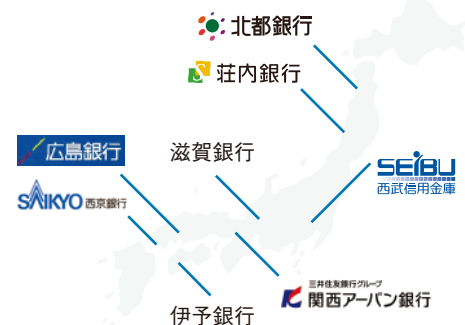 北都銀行
荘内銀行
広島銀行
滋賀銀行
SEIBU
西武信用金庫
SAIKYO 西京銀行
三井住友銀行グループ
関西アーバン銀行
伊予銀行